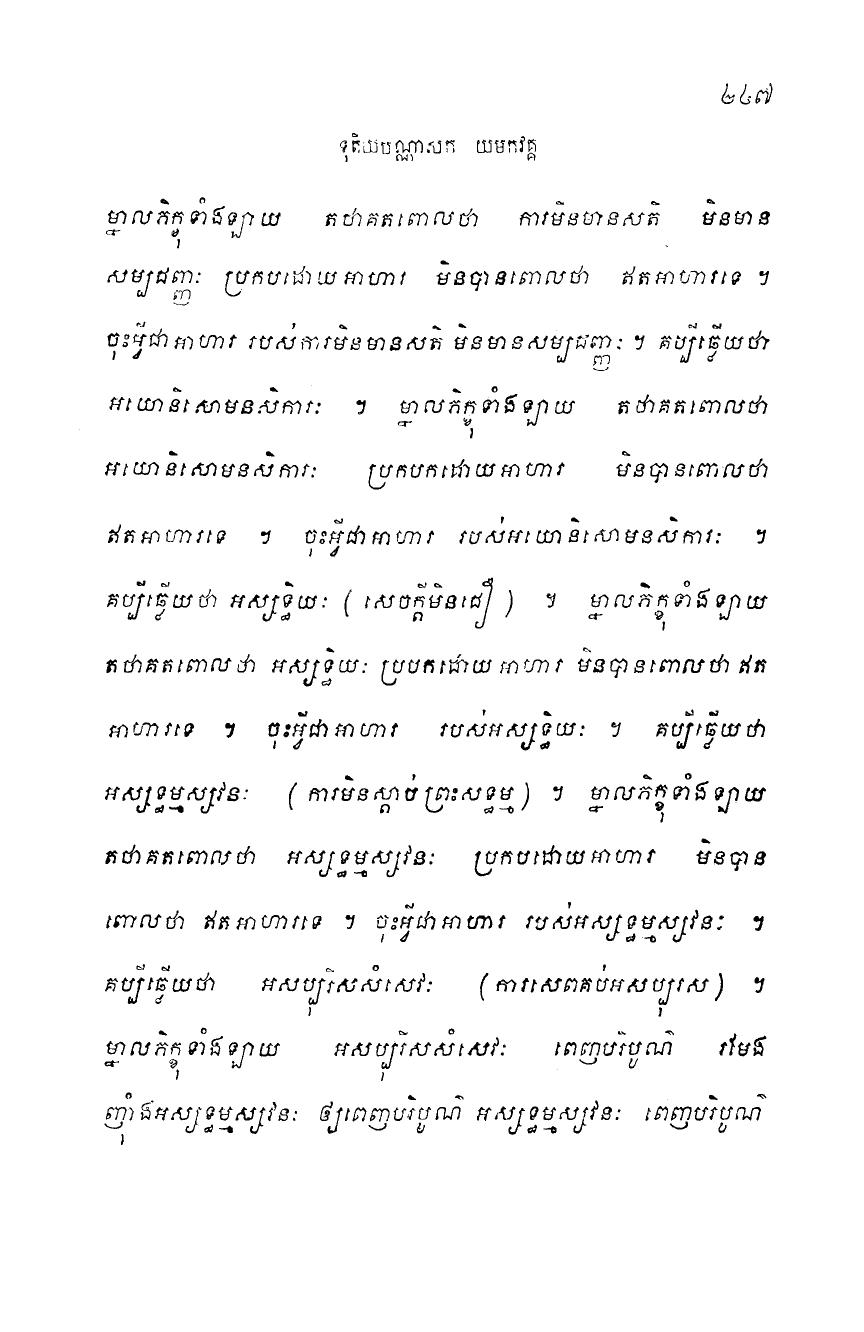 ២៤៧
ទុតិយបណ្ណាសក យមកវគ្គ
ម្នាលភិក្ខុទាំងឡាយ តថាគតពោលថា ការមិនមានសតិ មិនមាន
សម្បជញ្ញៈ ប្រកបដោយអាហារ មិនបានពោលថា ឥតអាហារទេ ។
ចុះអ្វីជាអាហារ របស់ការមិនមានសតិ មិនមានសម្បជញ្ញៈ ។ គប្បីឆ្លើយថា
អយោនិសោមនសិការៈ ។ ម្នាលភិក្ខុទាំងឡាយ តថាគតពោលថា
អយោនិសោមនសិការៈ ប្រកបកដោយអាហារ មិនបានពោលថា
ឥតអាហារទេ ។ ចុះអ្វីជាអាហារ របស់អយោនិសោមនសិការៈ ។
គប្បីឆ្លើយថា អស្សទ្ធិយៈ (សេចក្តីមិនជឿ) ។ ម្នាលភិក្ខុទាំងឡាយ
តថាគតពោលថា អស្សទ្ធិយៈ ប្របកដោយអាហារ មិនបានពោលថា ឥត
អាហារទេ ។ ចុះអ្វីជាអាហារ របស់អស្សទ្ធិយៈ ។ គប្បីឆ្លើយថា
អស្សទ្ធម្មស្សវនៈ (ការមិនស្តាប់ព្រះសទ្ធម្ម) ។ ម្នាលភិក្ខុទាំងឡាយ
តថាគតពោលថា អស្សទ្ធម្មស្សវនៈ ប្រកបដោយអាហារ មិនបាន
ពោលថា ឥតអាហារទេ ។ ចុះអ្វីជាអាហារ របស់អស្សទ្ធម្មស្សវនៈ ។
គប្បីឆ្លើយថា អសប្បុរិសសំសេវៈ (ការសេពគប់អសប្បុរស) ។
ម្នាលភិក្ខុទាំងឡាយ អសប្បុរិសសំសេវៈ ពេញបរិបូណ៌ រមែង
ញុំាងអស្សទ្ធម្មស្សវនៈ ឲ្យពេញបរិបូណ៌ អស្សទ្ធម្មស្សវនៈ ពេញបរិបូណ៌